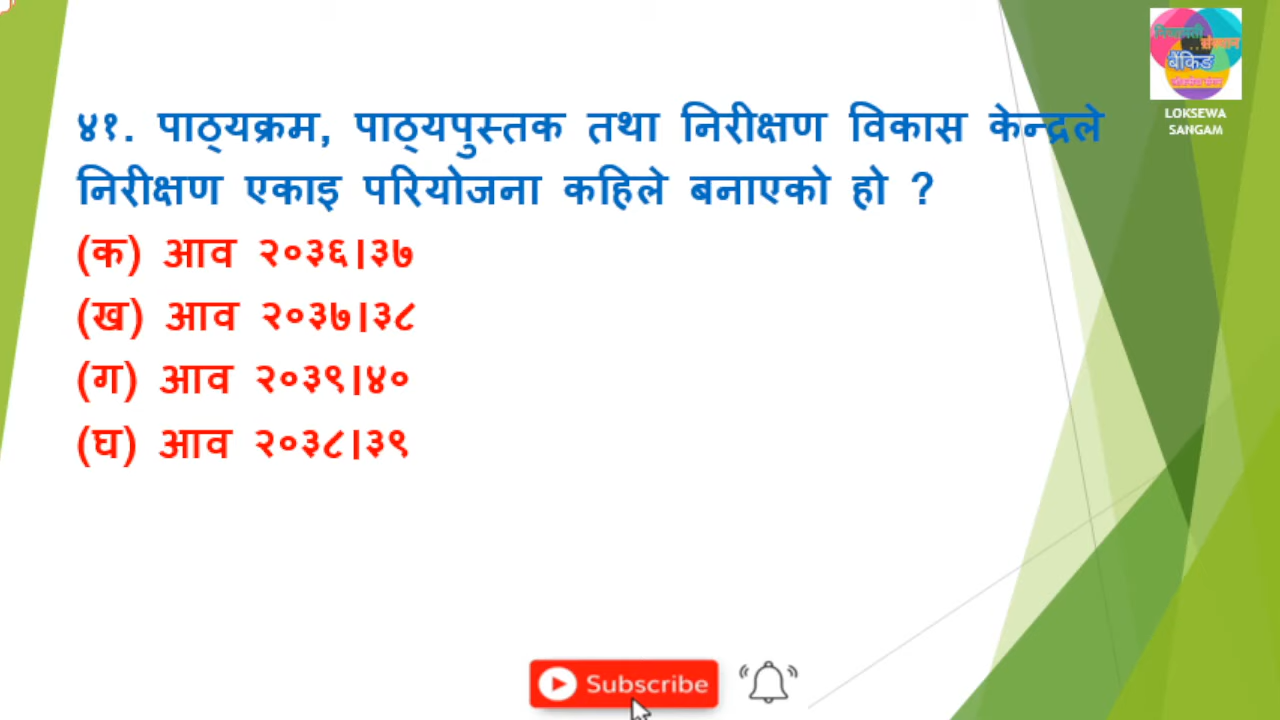 ४१. पाठ्यक्रम, पाठ्यपुस्तक तथा निरीक्षण विकास केन्द्रले
निरीक्षण एकाइ परियोजना कहिले बनाएको हो ?
(क) आव २०३६।३७
(ख) आव २०३७।३८
(ग) आव २०३९।४०
(घ) आव २०३८।३९
बैंकिङ
LOKSEWA
SANGAM
Subscribe